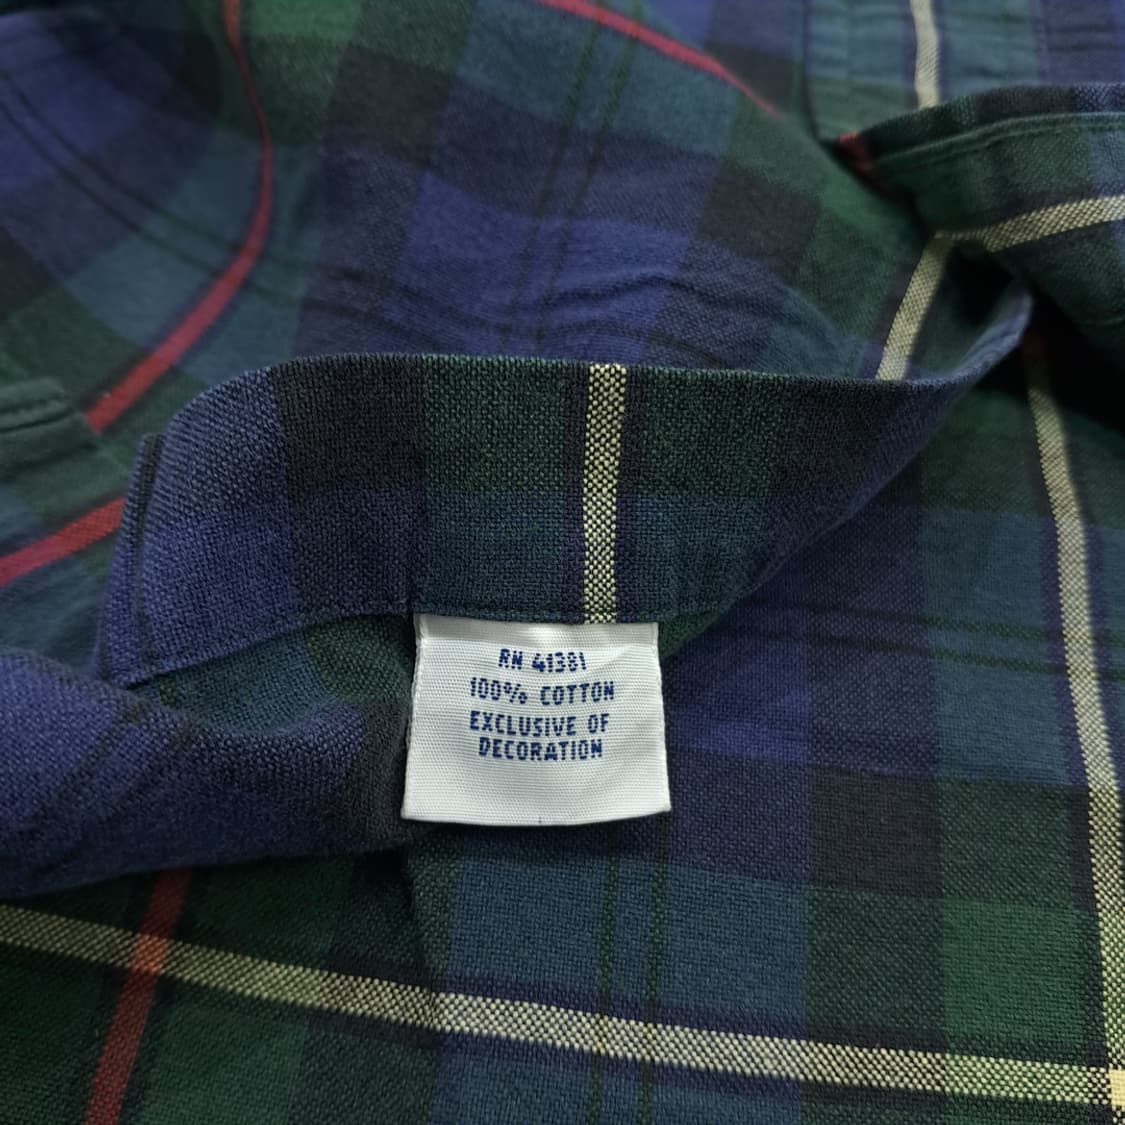 RN 41381
100% COTTON
EXCLUSIVE OF
DECORATION